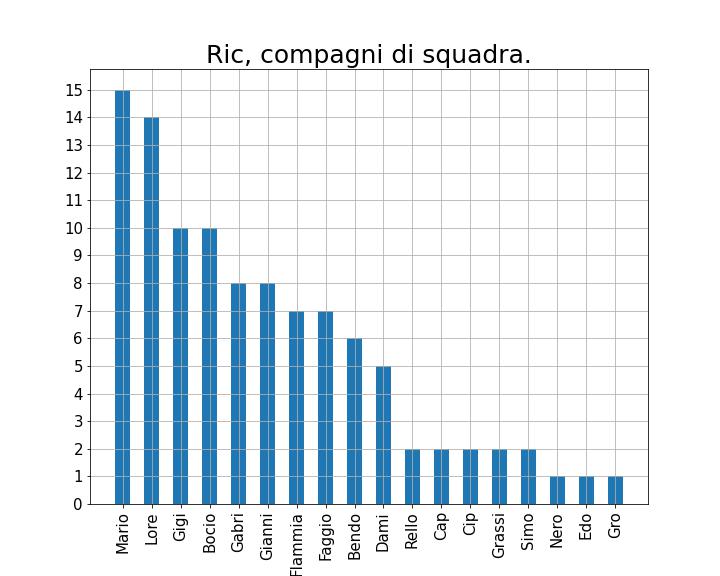 Ric, compagni di squadra.
15
14
13
12
11
10
9
8
7
6
5
4
3
2
1
0
Mario
Lore
Gigi
Bocio
Gabri
Gianni
Flammia
Faggio
Bendo
Dami
Rello
Cap
Cip
Grassi
Simo
Nero
Edo
Gro